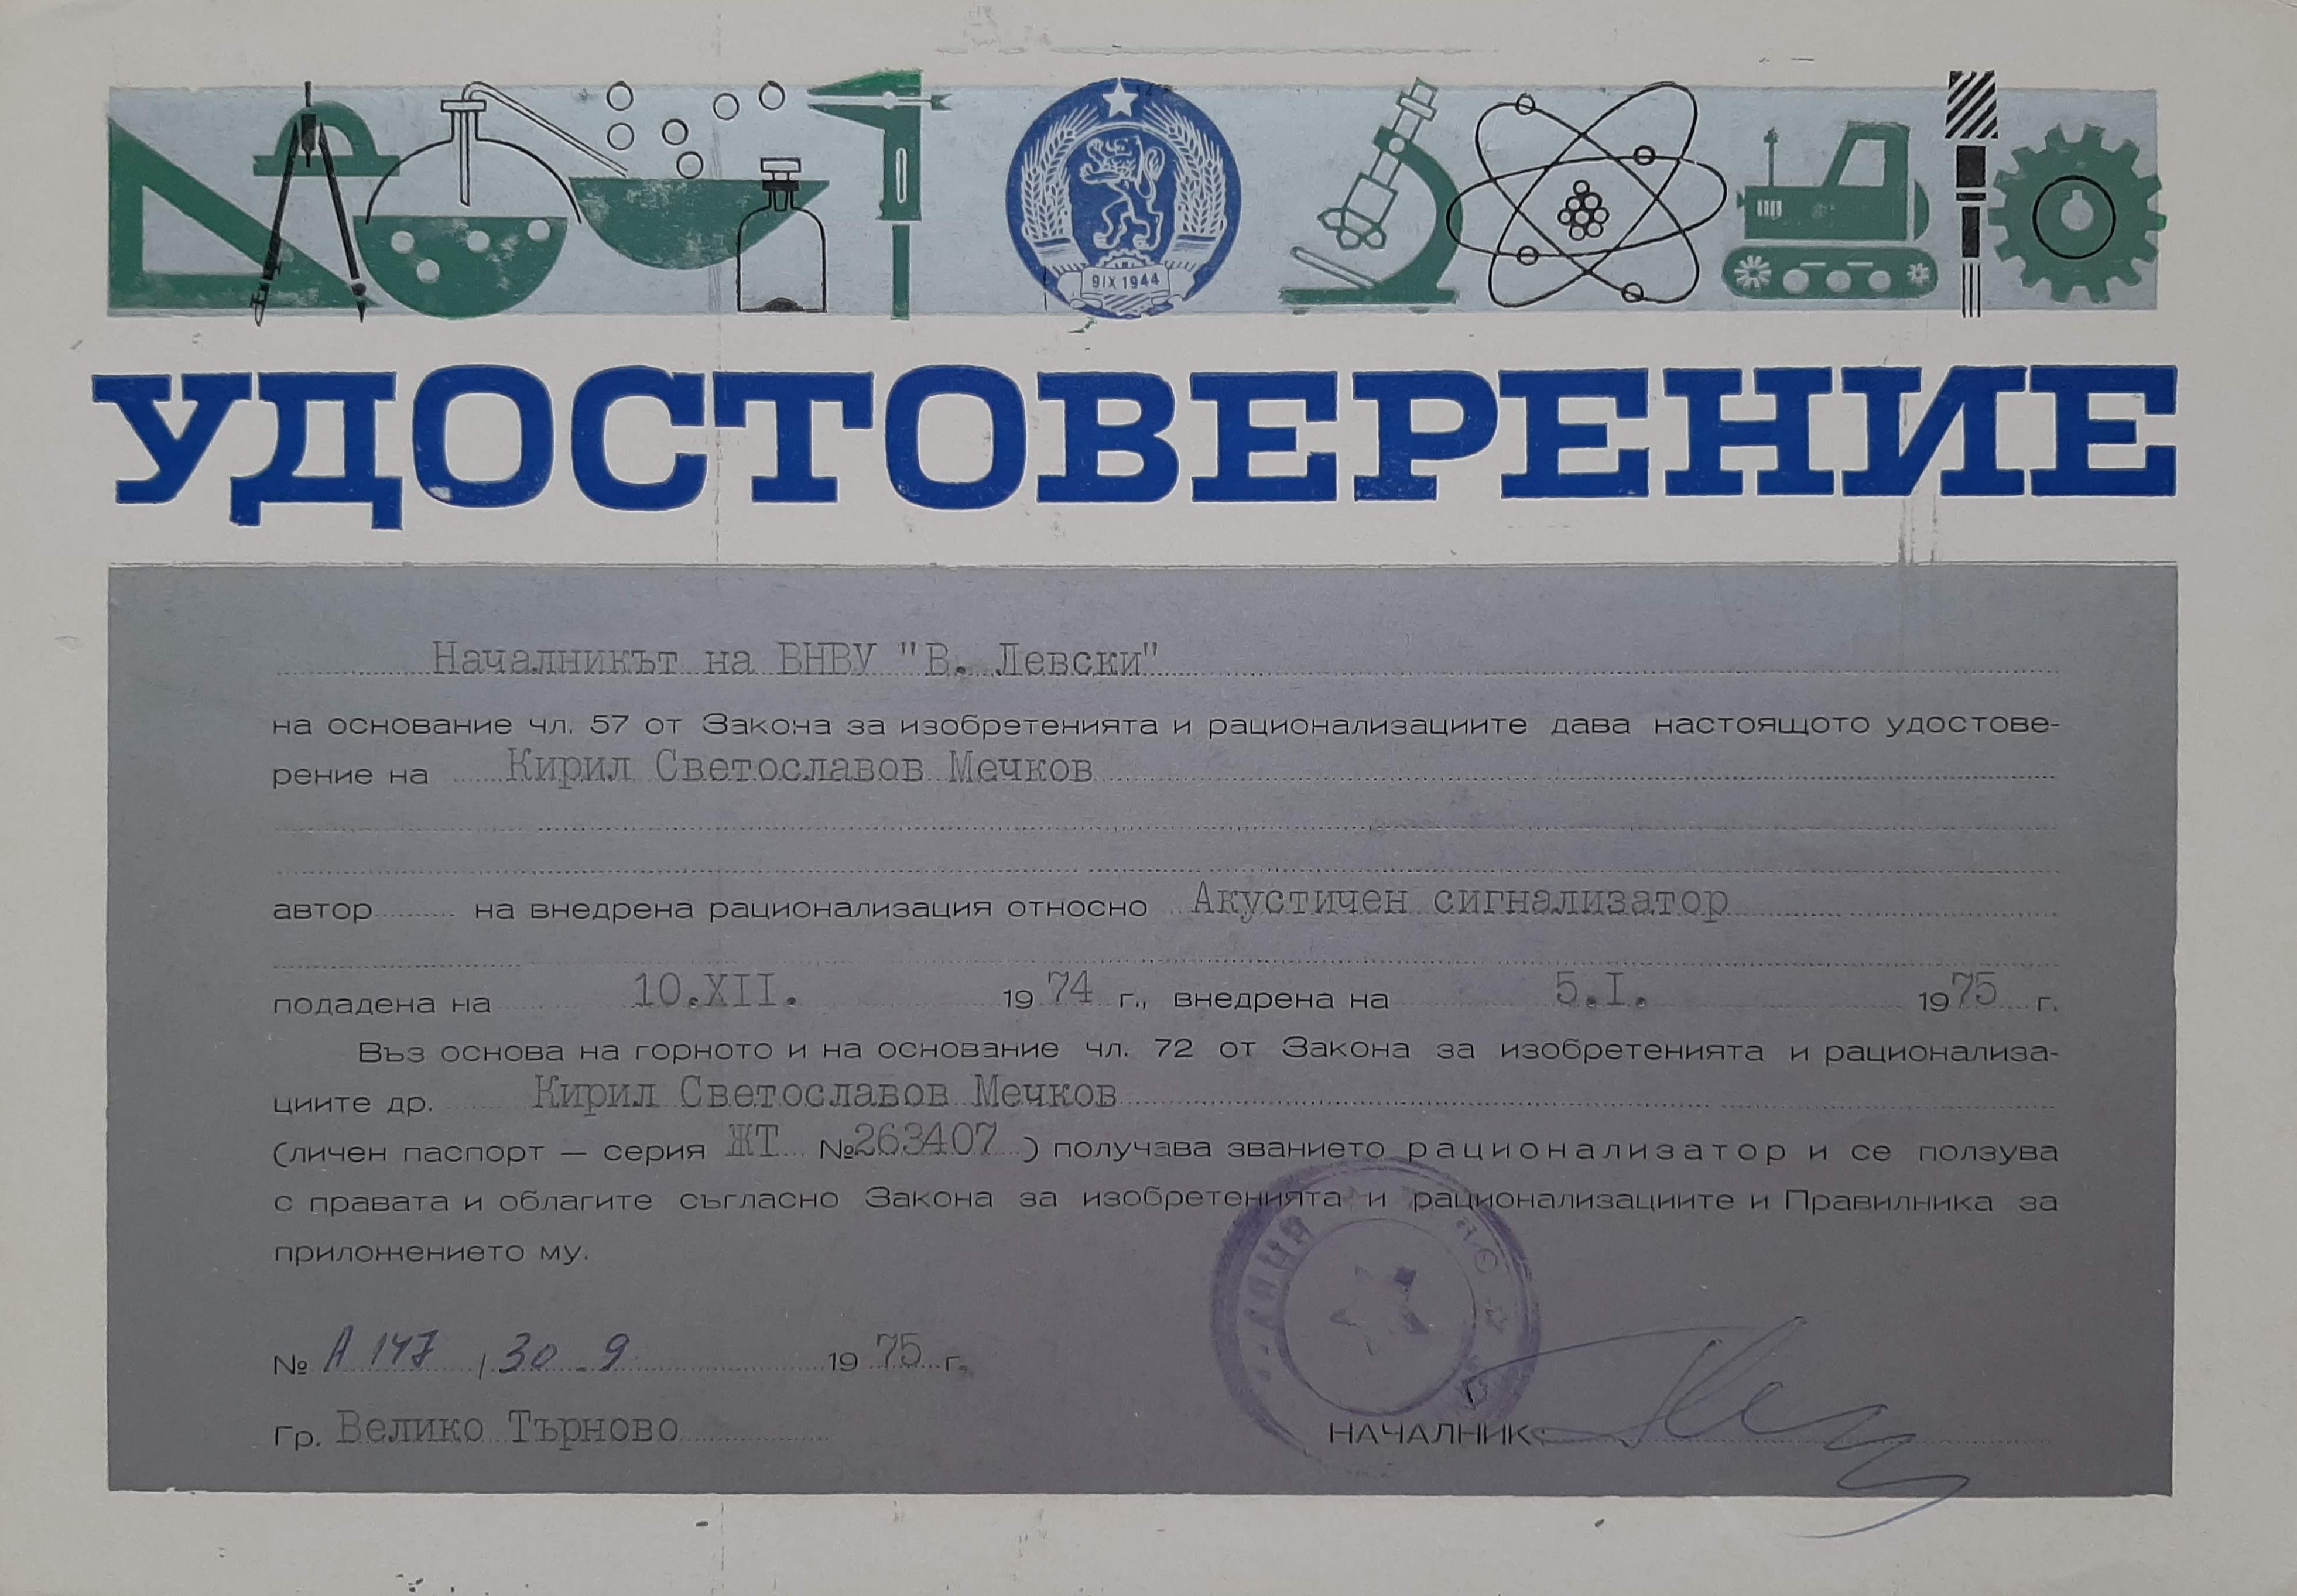 9 IX 1944
УДОСТОВЕРЕНИЕ
Началникът на ВНВУ "В. Левски"
на основание чл. 57 от Закона за изобретенията и рационализациите дава настоящото удостове-
рение на Кирил Светославов Мечков
автор на внедрена рационализация относно Акустичен сигнализатор
подадена на 10.XII. 1974 г., внедрена на 5.I. 1975 г.
Въз основа на горното и на основание чл. 72 от Закона за изобретенията и рационализа-
циите др. Кирил Светославов Мечков
(личен паспорт — серия ЖТ №263407) получава званието рационализатор и се ползува
с правата и облагите съгласно Закона за изобретенията и рационализациите и Правилника за
приложението му.
№ А 147 , 30.9 1975 г.
Гр. Велико Търново
НАЧАЛНИК: